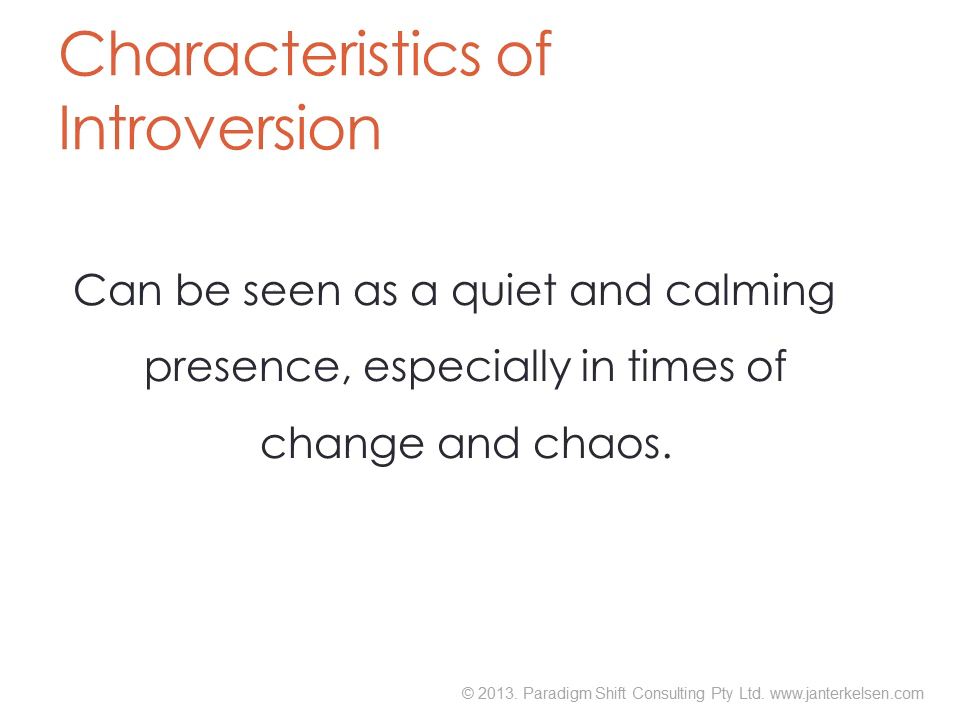 Characteristics of
Introversion
Can be seen as a quiet and calming
presence, especially in times of
change and chaos.
© 2013. Paradigm Shift Consulting Pty Ltd. www.janterkelsen.com